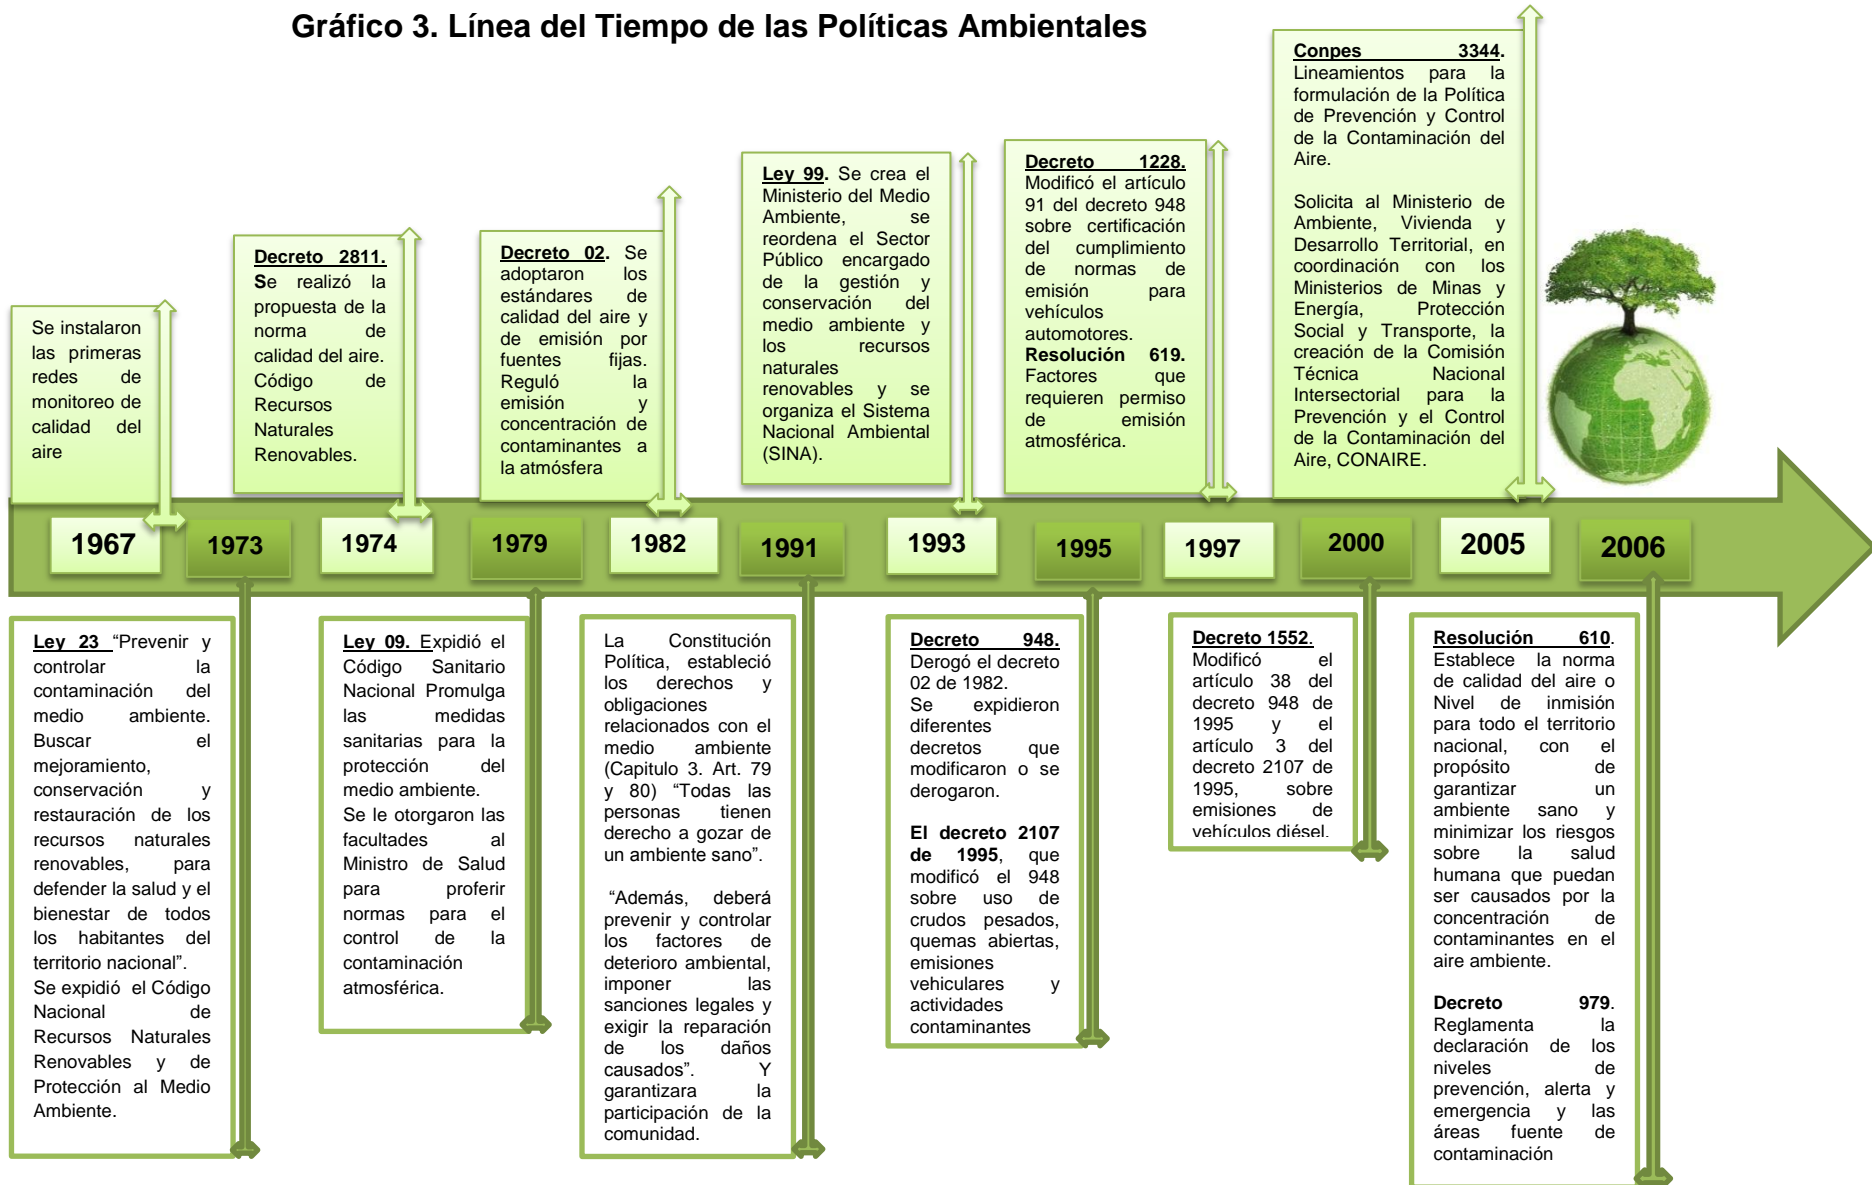 Gráfico 3. Línea del Tiempo de las Políticas Ambientales
Se instalaron
las primeras
redes de
monitoreo de
calidad del
aire
Decreto 2811.
Se realizó la
propuesta de la
norma de
calidad del aire.
Código de
Recursos
Naturales
Renovables.
Decreto 02. Se
adoptaron los
estándares de
calidad del aire y
de emisión por
fuentes fijas.
Reguló la
emisión y
concentración de
contaminantes a
la atmósfera
Ley 99. Se crea el
Ministerio del Medio
Ambiente, se
reordena el Sector
Público encargado
de la gestión y
conservación del
medio ambiente y
los recursos
naturales
renovables y se
organiza el Sistema
Nacional Ambiental
(SINA).
Decreto 1228.
Modificó el artículo
91 del decreto 948
sobre certificación
del cumplimiento
de normas de
emisión para
vehículos
automotores.
Resolución 619.
Factores que
requieren permiso
de emisión
atmosférica.
Conpes 3344.
Lineamientos para la
formulación de la Política
de Prevención y Control
de la Contaminación del
Aire.
Solicita al Ministerio de
Ambiente, Vivienda y
Desarrollo Territorial, en
coordinación con los
Ministerios de Minas y
Energía, Protección
Social y Transporte, la
creación de la Comisión
Técnica Nacional
Intersectorial para la
Prevención y el Control
de la Contaminación del
Aire, CONAIRE.
1967
1973
1974
1979
1982
1991
1993
1995
1997
2000
2005
2006
Ley 23 “Prevenir y
controlar la
contaminación del
medio ambiente.
Buscar el
mejoramiento,
conservación y
restauración de los
recursos naturales
renovables, para
defender la salud y el
bienestar de todos
los habitantes del
territorio nacional”.
Se expidió el Código
Nacional de
Recursos Naturales
Renovables y de
Protección al Medio
Ambiente.
Ley 09. Expidió el
Código Sanitario
Nacional Promulga
las medidas
sanitarias para la
protección del
medio ambiente.
Se le otorgaron las
facultades al
Ministro de Salud
para proferir
normas para el
control de la
contaminación
atmosférica.
La Constitución
Política, estableció
los derechos y
obligaciones
relacionados con el
medio ambiente
(Capitulo 3. Art. 79
y 80) “Todas las
personas tienen
derecho a gozar de
un ambiente sano”.
“Además, deberá
prevenir y controlar
los factores de
deterioro ambiental,
imponer las
sanciones legales y
exigir la reparación
de los daños
causados”. Y
garantizara la
participación de la
comunidad.
Decreto 948.
Derogó el decreto
02 de 1982.
Se expidieron
diferentes
decretos que
modificaron o se
derogaron.
El decreto 2107
de 1995, que
modificó el 948
sobre uso de
crudos pesados,
quemas abiertas,
emisiones
vehiculares y
actividades
contaminantes
Decreto 1552.
Modificó el
artículo 38 del
decreto 948 de
1995 y el
artículo 3 del
decreto 2107 de
1995, sobre
emisiones de
vehículos diésel.
Resolución 610.
Establece la norma
de calidad del aire o
Nivel de inmisión
para todo el territorio
nacional, con el
propósito de
garantizar un
ambiente sano y
minimizar los riesgos
sobre la salud
humana que puedan
ser causados por la
concentración de
contaminantes en el
aire ambiente.
Decreto 979.
Reglamenta la
declaración de los
niveles de
prevención, alerta y
emergencia y las
áreas fuente de
contaminación